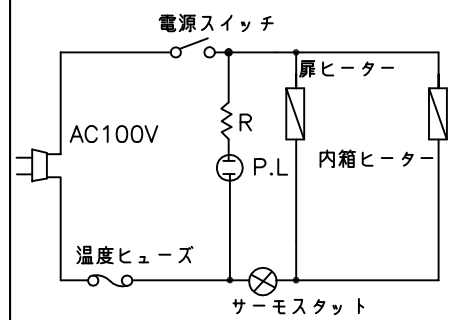 電源スイッチ
扉ヒーター
AC100V
R
P.L
内箱ヒーター
温度ヒューズ
サーモスタット